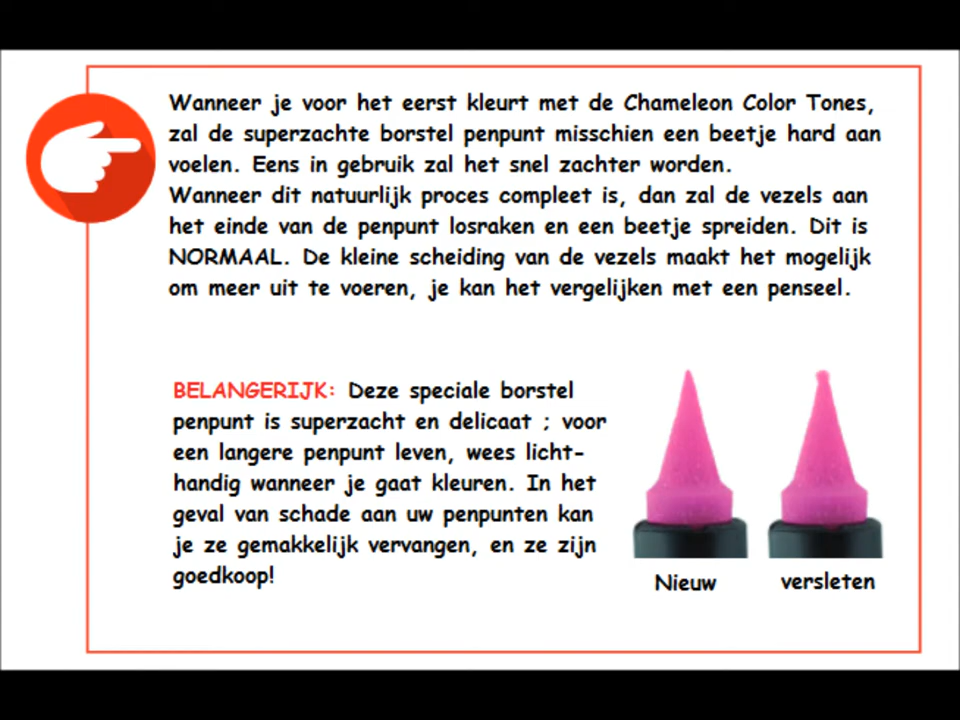 Wanneer je voor het eerst kleurt met de Chameleon Color Tones,
zal de superzachte borstel penpunt misschien een beetje hard aan
voelen. Eens in gebruik zal het snel zachter worden.
Wanneer dit natuurlijk proces compleet is, dan zal de vezels aan
het einde van de penpunt losraken en een beetje spreiden. Dit is
NORMAAL. De kleine scheiding van de vezels maakt het mogelijk
om meer uit te voeren, je kan het vergelijken met een penseel.
BELANGERIJK: Deze speciale borstel
penpunt is superzacht en delicaat ; voor
een langere penpunt leven, wees licht-
handig wanneer je gaat kleuren. In het
geval van schade aan uw penpunten kan
je ze gemakkelijk vervangen, en ze zijn
goedkoop!
Nieuw
versleten